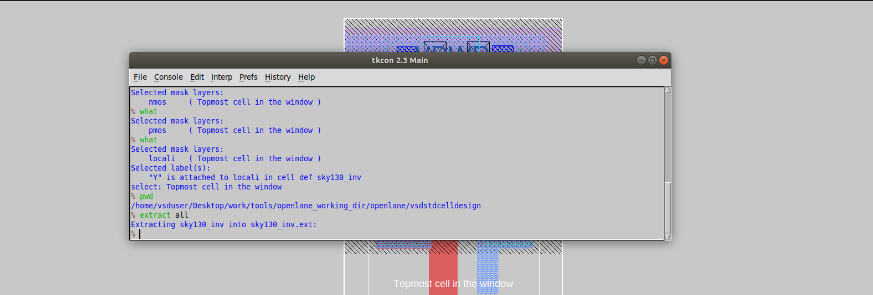 tkcon 2.3 Main
File Console Edit Interp Prefs History Help
Selected mask layers:
nmos ( Topmost cell in the window )
% what
Selected mask layers:
pmos ( Topmost cell in the window )
% what
Selected mask layers:
locali ( Topmost cell in the window )
Selected label(s):
"Y" is attached to locali in cell def sky130_inv
select: Topmost cell in the window
% pwd
/home/vsduser/Desktop/work/tools/openlane_working_dir/openlane/vsdstdcelldesign
% extract all
Extracting sky130_inv into sky130_inv.ext:
%
Topmost cell in the window